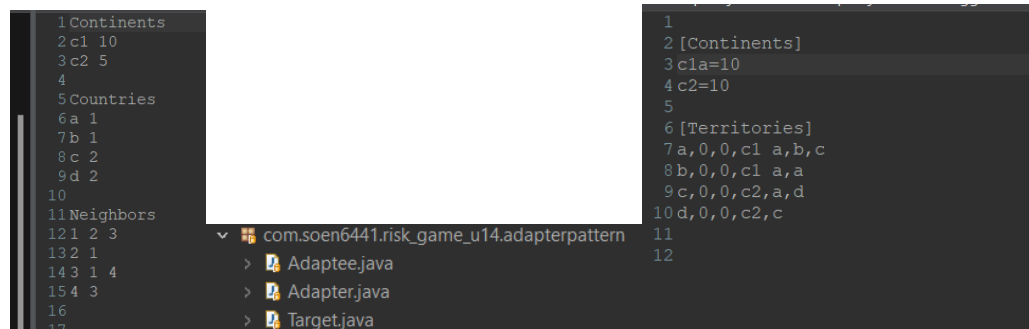 1 Continents
2 c1 10
3 c2 5
4
5 Countries
6 a 1
7 b 1
8 c 2
9 d 2
10
11 Neighbors
12 1 2 3
13 2 1
14 3 1 4
15 4 3
16
17
com.soen6441.risk_game_u14.adapterpattern
Adaptee.java
Adapter.java
Target.java
1
2 [Continents]
3 c1a=10
4 c2=10
5
6 [Territories]
7 a,0,0,c1 a,b,c
8 b,0,0,c1 a,a
9 c,0,0,c2,a,d
10 d,0,0,c2,c
11
12